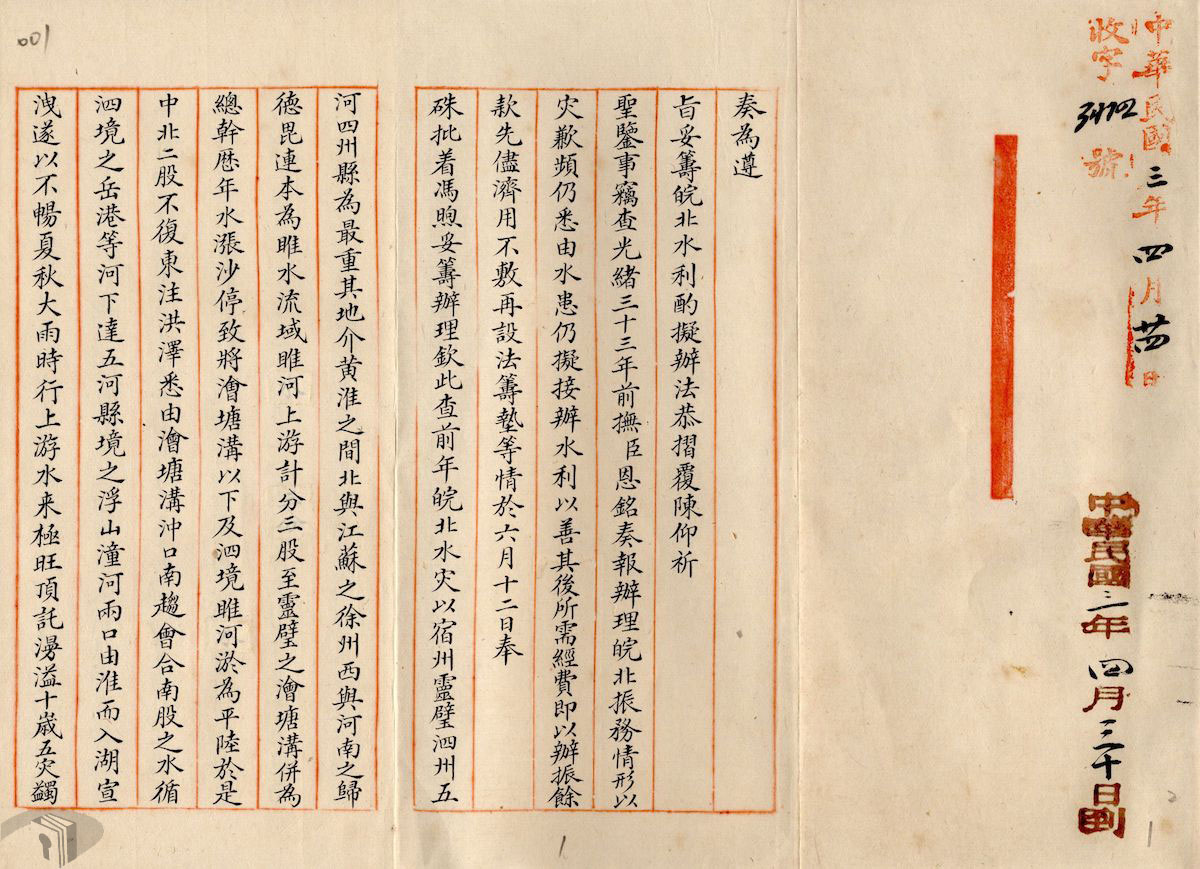 中華民國三年四月廿四日
收字3492號
中華民國三年四月三十日到
奏為遵
旨妥籌皖北水利酌擬辦法恭摺覆陳仰祈
聖鑒事竊查光緒三十三年前撫臣恩銘奏報辦理皖北振務情形以
灾歉頻仍悉由水患仍擬接辦水利以善其後所需經費即以辦振餘
款先儘濟用不敷再設法籌墊等情於六月十二日奉
硃批着馮煦妥籌辦理欽此查前年皖北水灾以宿州靈璧泗州五
河四州縣為最重其地介黃淮之間北與江蘇之徐州西與河南之歸
德毘連本為睢水流域睢河上游計分三股至靈璧之澮塘溝併為
總幹歷年水漲沙停致將澮塘溝以下及泗境睢河淤為平陸於是
中北二股不復東注洪澤悉由澮塘溝沖口南趨會合南股之水循
泗境之岳港等河下達五河縣境之浮山潼河兩口由淮而入湖宣
洩遂以不暢夏秋大雨時行上游水来極旺頂託漫溢十歲五灾蠲
001
1
1